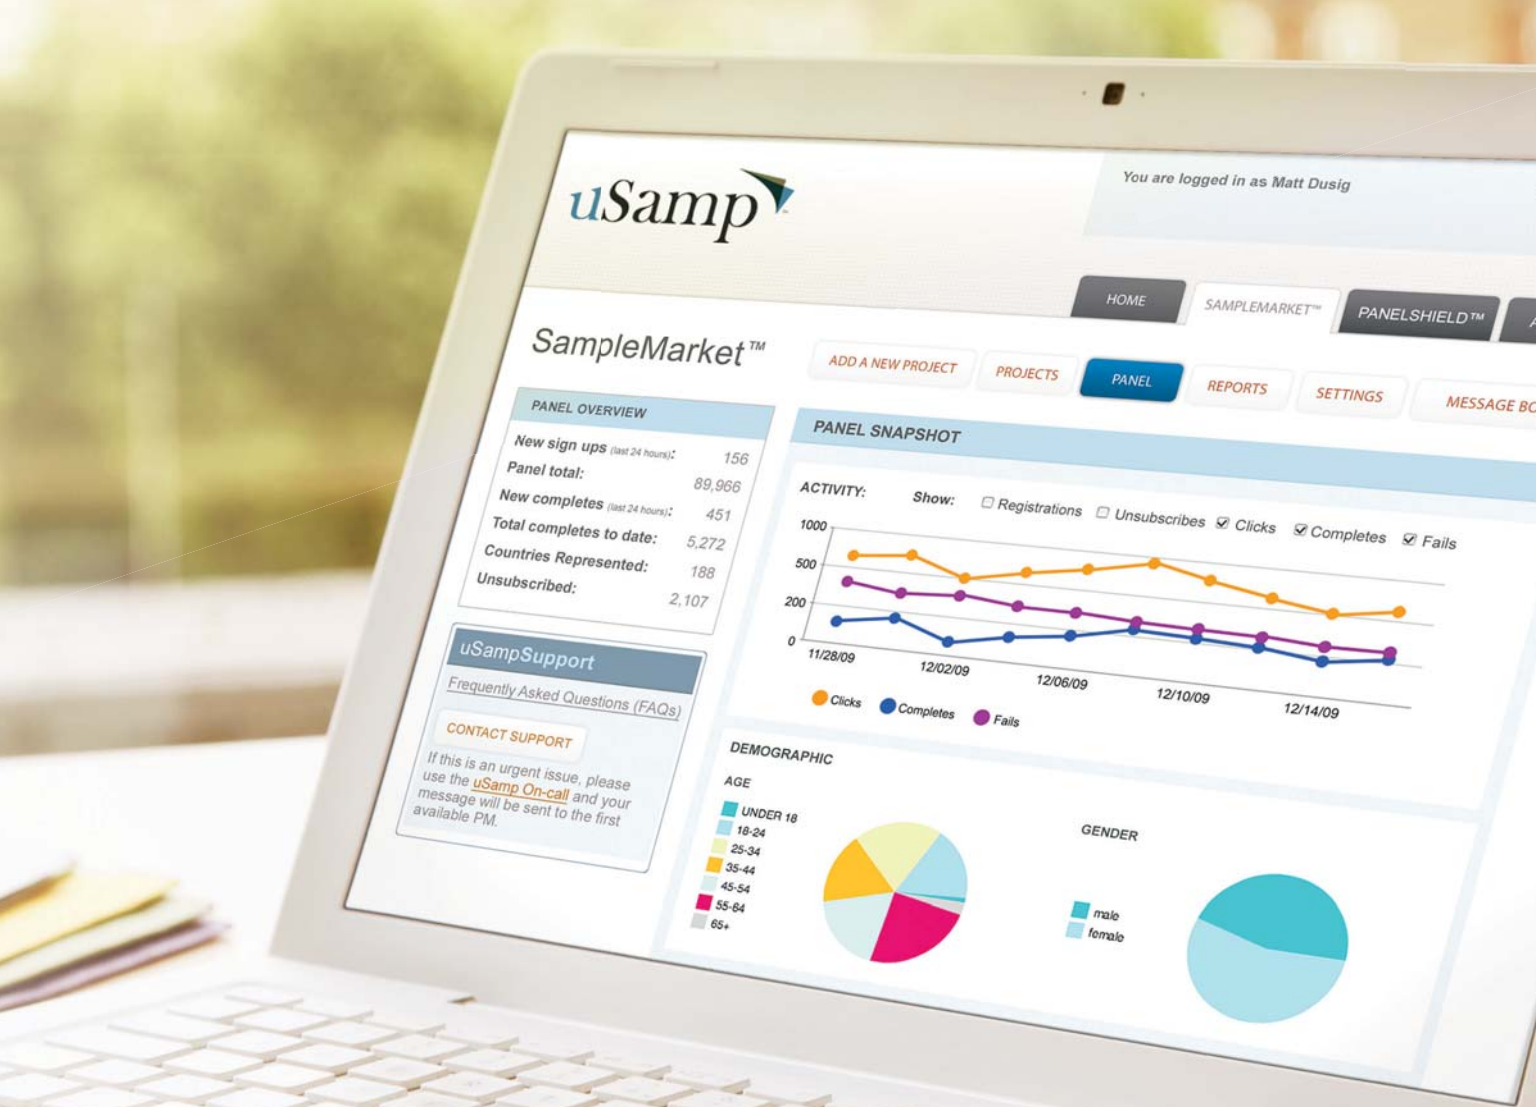 uSamp™
You are logged in as Matt Dusig
HOME
SAMPLEMARKET™
PANELSHIELD™
SampleMarket™
ADD A NEW PROJECT
PROJECTS
PANEL
REPORTS
SETTINGS
MESSAGE BO
PANEL OVERVIEW
New sign ups (last 24 hours): 156
Panel total: 89,966
New completes (last 24 hours): 451
Total completes to date: 5,272
Countries Represented: 188
Unsubscribed: 2,107
uSampSupport
Frequently Asked Questions (FAQs)
CONTACT SUPPORT
If this is an urgent issue, please
use the uSamp On-call and your
message will be sent to the first
available PM.
PANEL SNAPSHOT
ACTIVITY: Show: Registrations Unsubscribes Clicks Completes Fails
1000
500
200
0
11/28/09 12/02/09 12/06/09 12/10/09 12/14/09
Clicks Completes Fails
DEMOGRAPHIC
AGE
UNDER 18
18-24
25-34
35-44
45-54
55-64
65+
GENDER
male
female